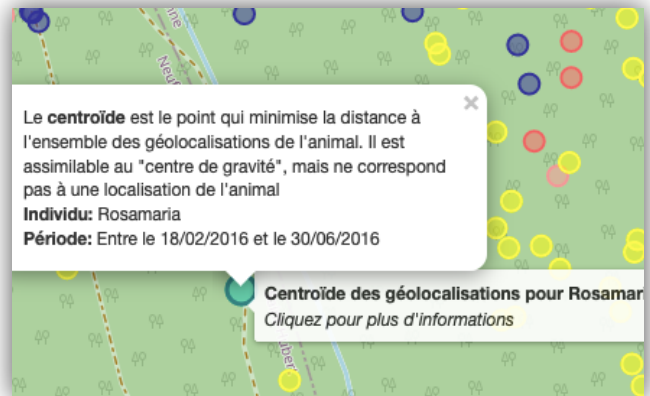 Le centroïde est le point qui minimise la distance à
l'ensemble des géolocalisations de l'animal. Il est
assimilable au "centre de gravité", mais ne correspond
pas à une localisation de l'animal
Individu: Rosamaria
Période: Entre le 18/02/2016 et le 30/06/2016
×
Centroïde des géolocalisations pour Rosamar
Cliquez pour plus d'informations